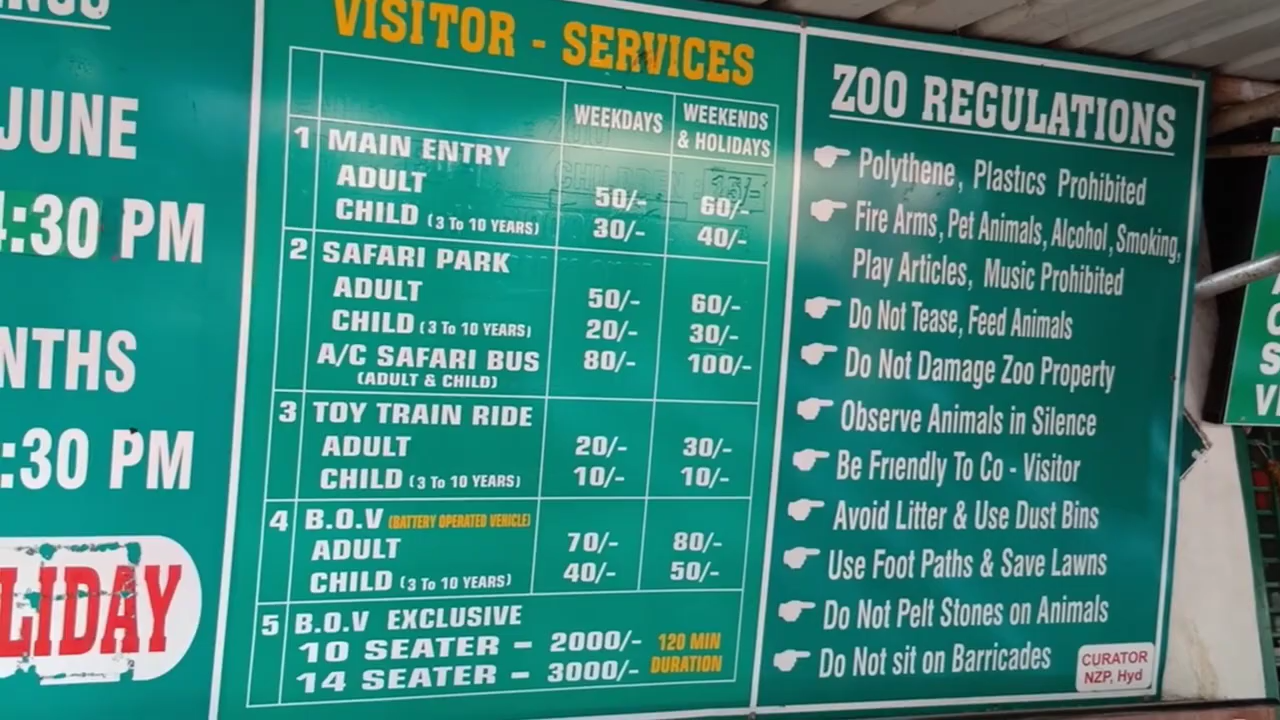 JUNE
4:30 PM
NTHS
:30 PM
LIDAY
VISITOR - SERVICES
WEEKDAYS WEEKENDS & HOLIDAYS
1 MAIN ENTRY
ADULT 50/- 60/-
CHILD (3 To 10 YEARS) 30/- 40/-
2 SAFARI PARK
ADULT 50/- 60/-
CHILD (3 To 10 YEARS) 20/- 30/-
A/C SAFARI BUS 80/- 100/-
(ADULT & CHILD)
3 TOY TRAIN RIDE
ADULT 20/- 30/-
CHILD (3 To 10 YEARS) 10/- 10/-
4 B.O.V (BATTERY OPERATED VEHICLE)
ADULT 70/- 80/-
CHILD (3 To 10 YEARS) 40/- 50/-
5 B.O.V EXCLUSIVE
10 SEATER - 2000/- 120 MIN
14 SEATER - 3000/- DURATION
ZOO REGULATIONS
Polythene, Plastics Prohibited
Fire Arms, Pet Animals, Alcohol, Smoking,
Play Articles, Music Prohibited
Do Not Tease, Feed Animals
Do Not Damage Zoo Property
Observe Animals in Silence
Be Friendly To Co - Visitor
Avoid Litter & Use Dust Bins
Use Foot Paths & Save Lawns
Do Not Pelt Stones on Animals
Do Not sit on Barricades
CURATOR
NZP, Hyd